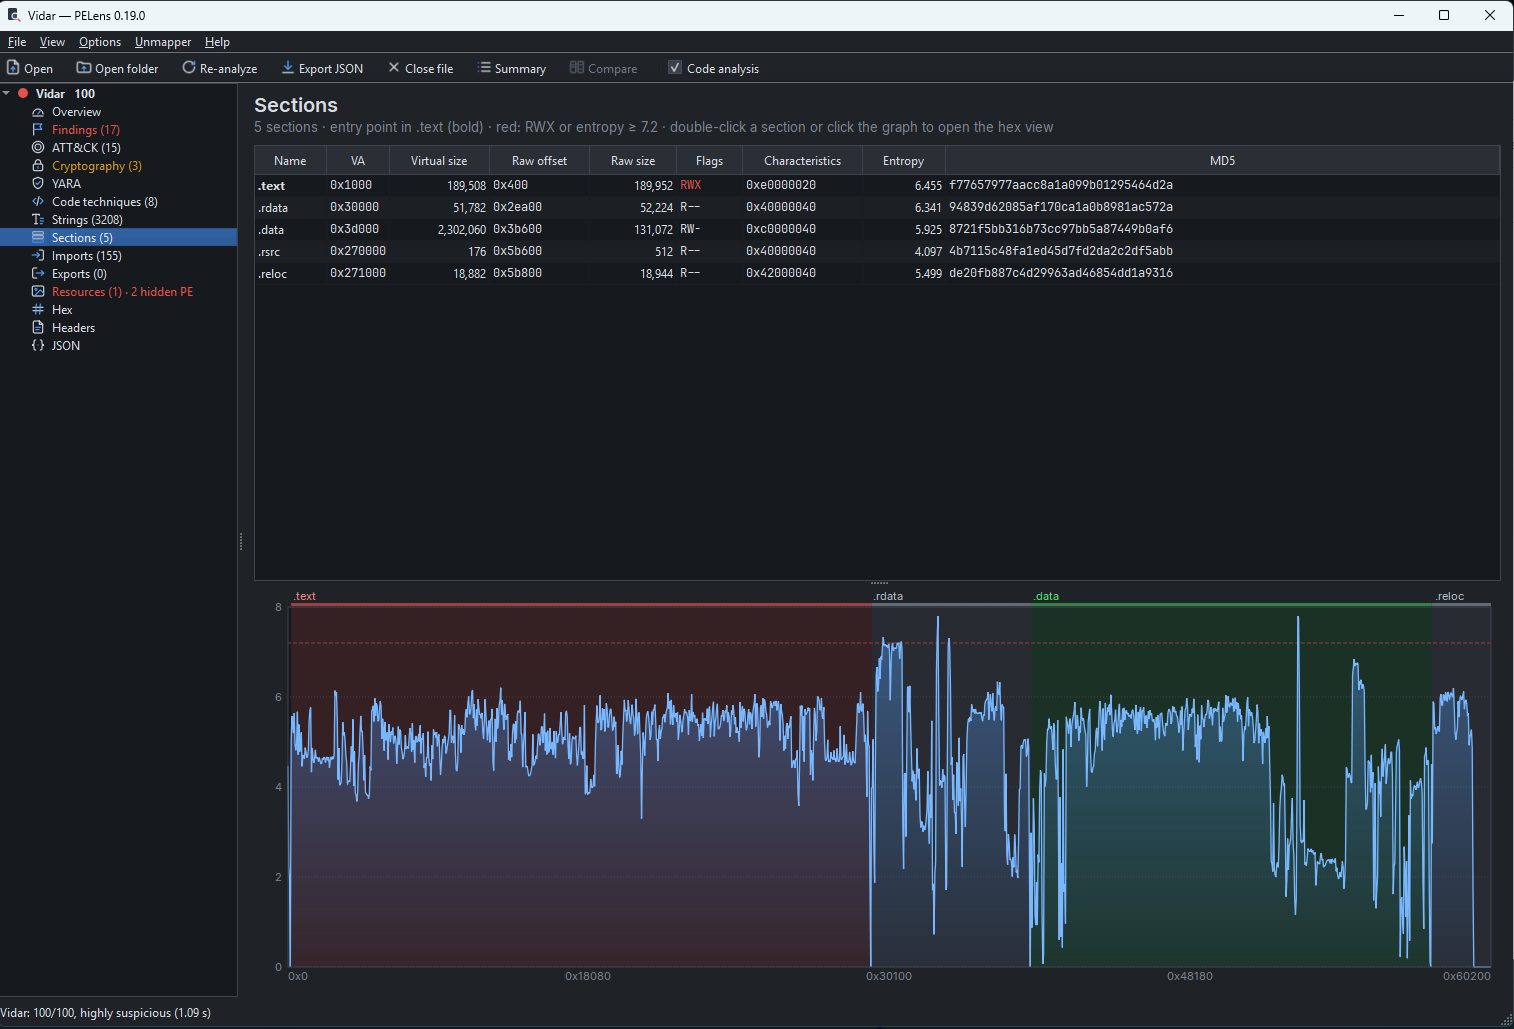 Vidar — PELens 0.19.0
File View Options Unmapper Help
Open Open folder Re-analyze Export JSON Close file Summary Compare Code analysis
Vidar 100
Overview
Findings (17)
ATT&CK (15)
Cryptography (3)
YARA
Code techniques (8)
Strings (3208)
Sections (5)
Imports (155)
Exports (0)
Resources (1) · 2 hidden PE
Hex
Headers
JSON
Sections
5 sections · entry point in .text (bold) · red: RWX or entropy ≥ 7.2 · double-click a section or click the graph to open the hex view
Name VA Virtual size Raw offset Raw size Flags Characteristics Entropy MD5
.text 0x1000 189,508 0x400 189,952 RWX 0xe0000020 6.455 f77657977aacc8a1a099b01295464d2a
.rdata 0x30000 51,782 0x2ea00 52,224 R-- 0x40000040 6.341 94839d62085af170ca1a0b8981ac572a
.data 0x3d000 2,302,060 0x3b600 131,072 RW- 0xc0000040 5.925 8721f5bb316b73cc97bb5a87449b0af6
.rsrc 0x270000 176 0x5b600 512 R-- 0x40000040 4.097 4b7115c48fa1ed45d7fd2da2c2df5abb
.reloc 0x271000 18,882 0x5b800 18,944 R-- 0x42000040 5.499 de20fb887c4d29963ad46854dd1a9316
.text .rdata .data .reloc
8
6
4
2
0
0x0 0x18080 0x30100 0x48180 0x60200
Vidar: 100/100, highly suspicious (1.09 s)